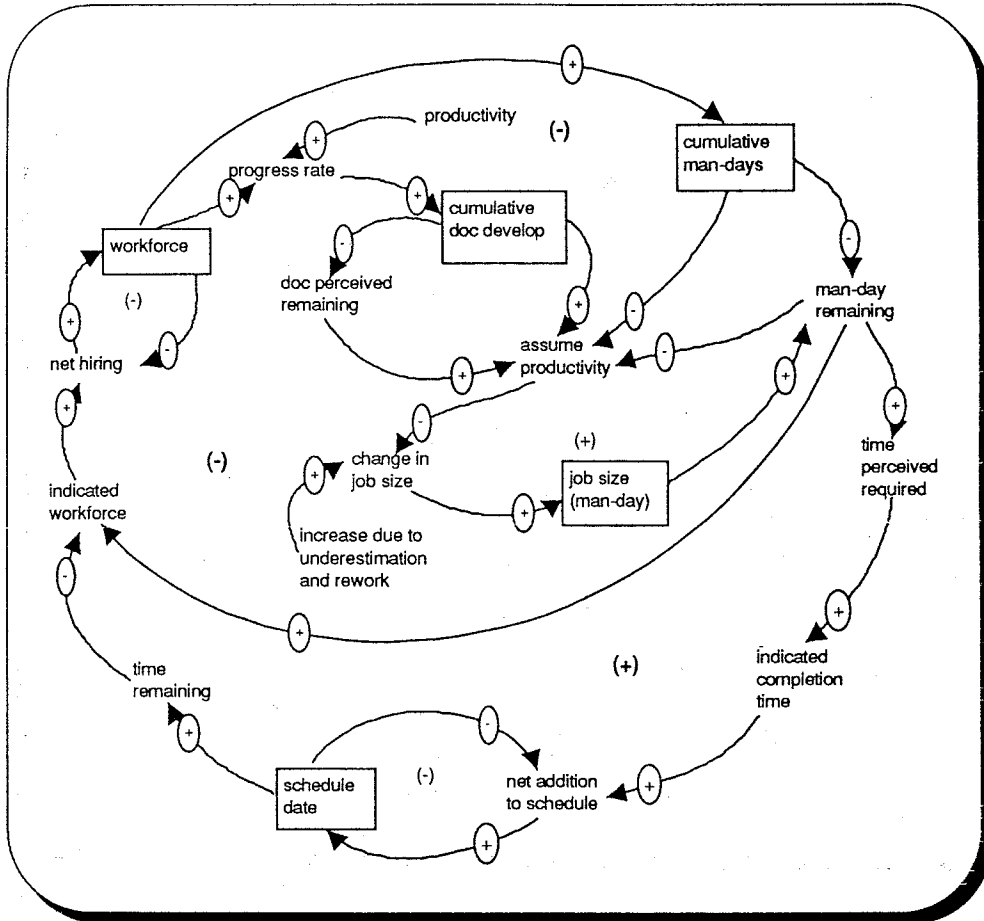 +
productivity
(-)
+
cumulative
man-days
progress rate
+
+
cumulative
doc develop
workforce
-
-
doc perceived
remaining
man-day
remaining
(-)
+
-
+
-
assume
productivity
-
net hiring
+
+
+
-
+
(+)
time
perceived
required
(-)
change in
job size
+
job size
(man-day)
indicated
workforce
+
increase due to
underestimation
and rework
-
+
+
indicated
completion
time
(+)
time
remaining
-
+
(-)
schedule
date
net addition
to schedule
+
+